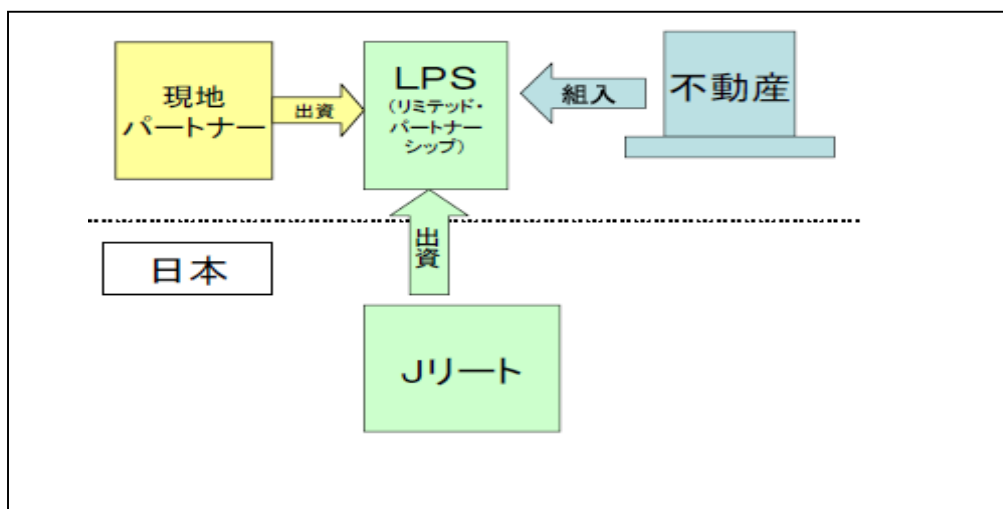 現地
パートナー
出資
LPS
(リミテッド・
パートナー
シップ)
組入
不動産
出資
日本
Jリート